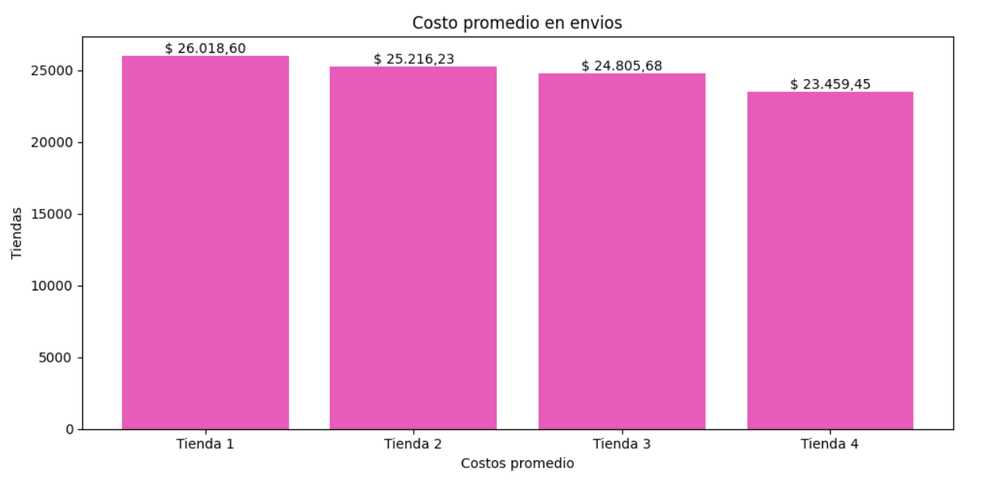 Costo promedio en envios
$ 26.018,60
$ 25.216,23
$ 24.805,68
$ 23.459,45
25000
20000
15000
10000
5000
0
Tiendas
Tienda 1
Tienda 2
Tienda 3
Tienda 4
Costos promedio